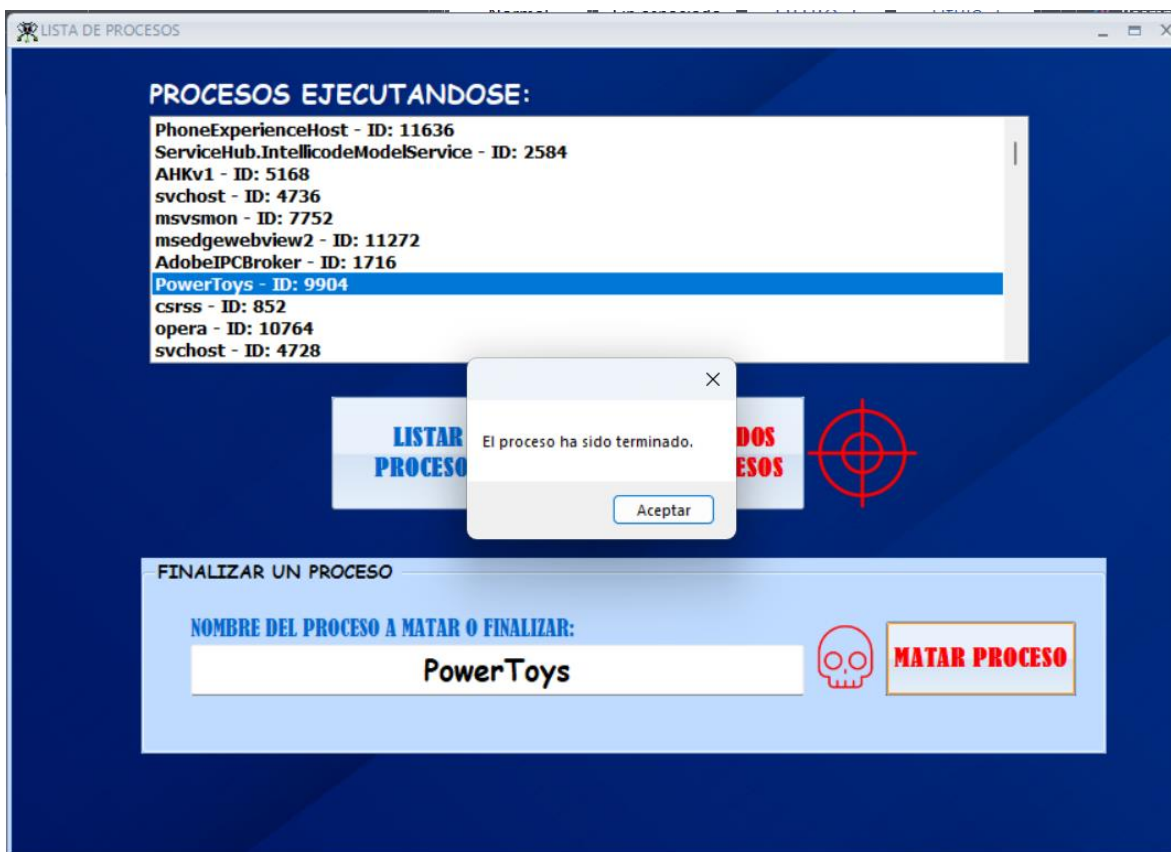 LISTA DE PROCESOS
PROCESOS EJECUTANDOSE:
PhoneExperienceHost - ID: 11636
ServiceHub.IntellicodeModelService - ID: 2584
AHKv1 - ID: 5168
svchost - ID: 4736
msvsmon - ID: 7752
msedgewebview2 - ID: 11272
AdobeIPCBroker - ID: 1716
PowerToys - ID: 9904
csrss - ID: 852
opera - ID: 10764
svchost - ID: 4728
LISTAR
PROCESO
El proceso ha sido terminado.
Aceptar
DOS
ESOS
FINALIZAR UN PROCESO
NOMBRE DEL PROCESO A MATAR O FINALIZAR:
PowerToys
MATAR PROCESO